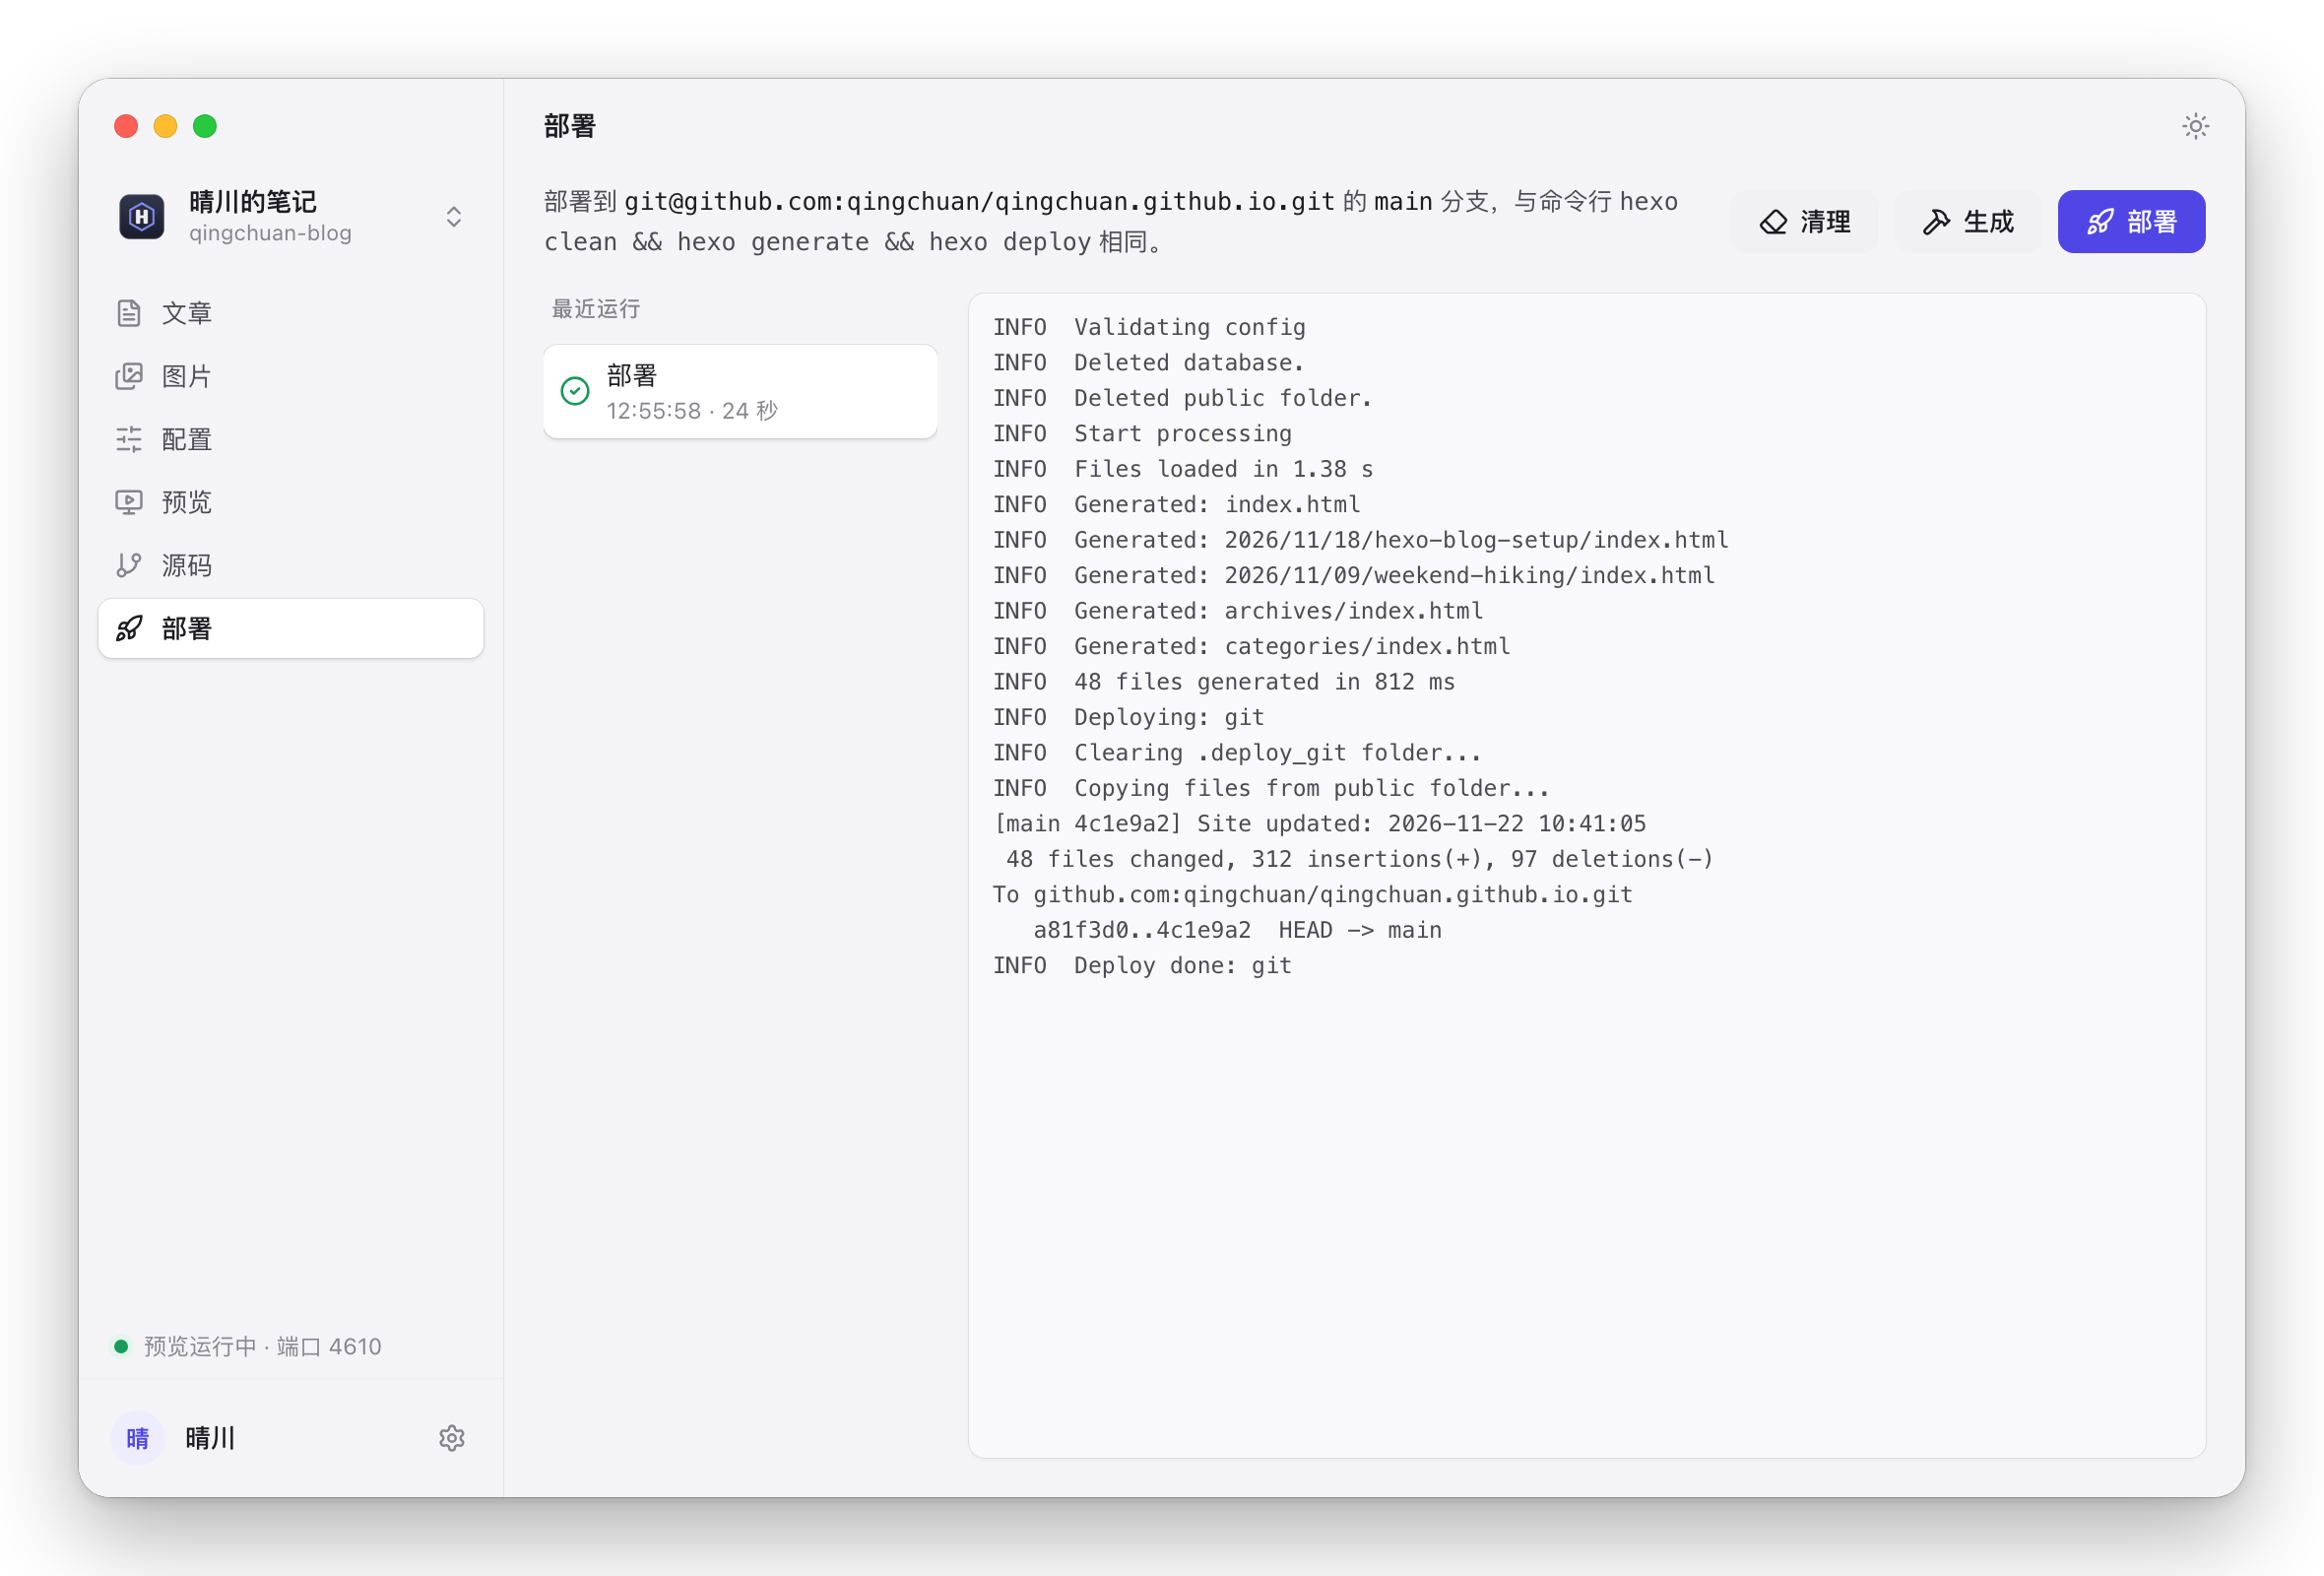 晴川的笔记
qingchuan-blog
文章
图片
配置
预览
源码
部署
预览运行中 · 端口 4610
晴
晴川
部署
部署到 git@github.com:qingchuan/qingchuan.github.io.git 的 main 分支，与命令行 hexo
clean && hexo generate && hexo deploy 相同。
清理
生成
部署
最近运行
部署
12:55:58 · 24 秒
INFO  Validating config
INFO  Deleted database.
INFO  Deleted public folder.
INFO  Start processing
INFO  Files loaded in 1.38 s
INFO  Generated: index.html
INFO  Generated: 2026/11/18/hexo-blog-setup/index.html
INFO  Generated: 2026/11/09/weekend-hiking/index.html
INFO  Generated: archives/index.html
INFO  Generated: categories/index.html
INFO  48 files generated in 812 ms
INFO  Deploying: git
INFO  Clearing .deploy_git folder...
INFO  Copying files from public folder...
[main 4c1e9a2] Site updated: 2026-11-22 10:41:05
 48 files changed, 312 insertions(+), 97 deletions(-)
To github.com:qingchuan/qingchuan.github.io.git
   a81f3d0..4c1e9a2  HEAD -> main
INFO  Deploy done: git